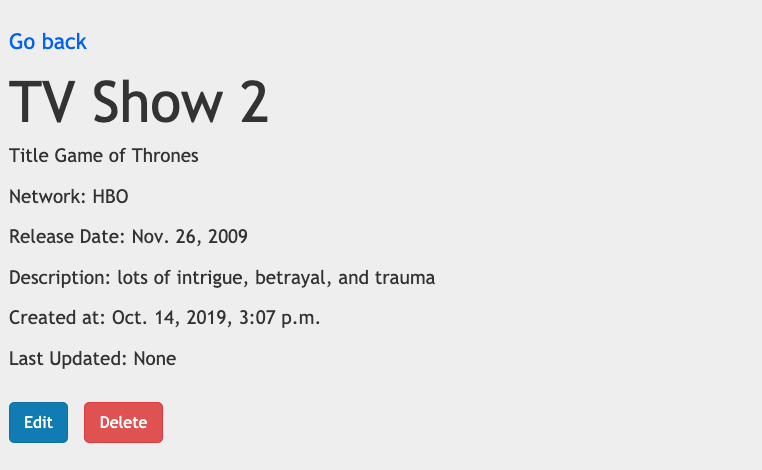 Go back
TV Show 2
Title Game of Thrones
Network: HBO
Release Date: Nov. 26, 2009
Description: lots of intrigue, betrayal, and trauma
Created at: Oct. 14, 2019, 3:07 p.m.
Last Updated: None
Edit Delete